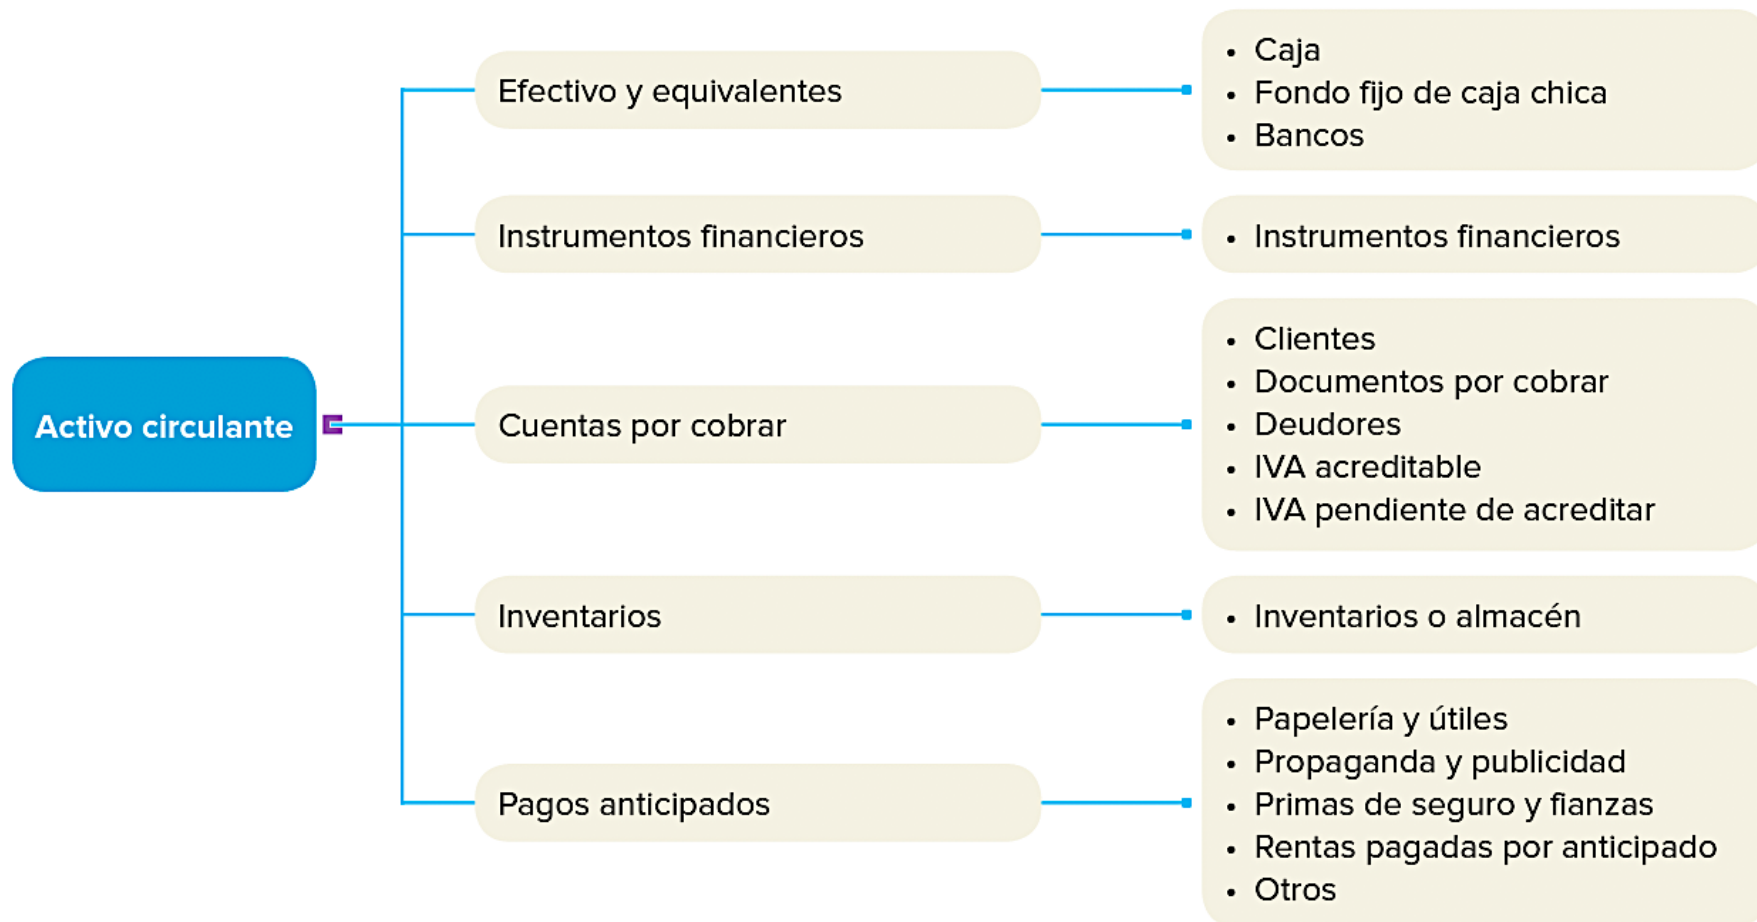 Activo circulante
Efectivo y equivalentes
• Caja
• Fondo fijo de caja chica
• Bancos
Instrumentos financieros
• Instrumentos financieros
Cuentas por cobrar
• Clientes
• Documentos por cobrar
• Deudores
• IVA acreditable
• IVA pendiente de acreditar
Inventarios
• Inventarios o almacén
Pagos anticipados
• Papelería y útiles
• Propaganda y publicidad
• Primas de seguro y fianzas
• Rentas pagadas por anticipado
• Otros